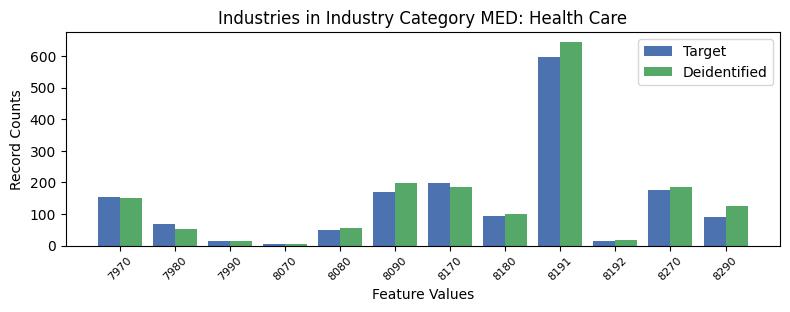 Industries in Industry Category MED: Health Care
Target
Deidentified
Record Counts
600
500
400
300
200
100
0
7970 7980 7990 8070 8080 8090 8170 8180 8191 8192 8270 8290
Feature Values